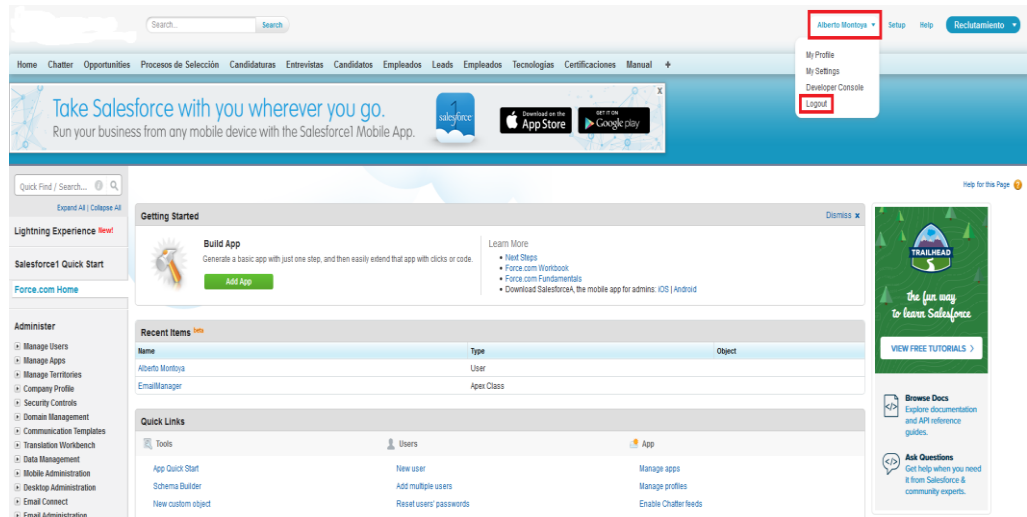 Search...
Search
Alberto Montoya
Setup
Help
Reclutamiento
My Profile
My Settings
Developer Console
Logout
Home Chatter Opportunities Procesos de Selección Candidaturas Entrevistas Candidatos Empleados Leads Empleados Tecnologías Certificaciones Manual +
Take Salesforce with you wherever you go.
Run your business from any mobile device with the Salesforce1 Mobile App.
1
salesforce
Download on the
App Store
GET IT ON
Google play
X
Quick Find / Search...
Expand All | Collapse All
Lightning Experience New!
Salesforce1 Quick Start
Force.com Home
Administer
Manage Users
Manage Apps
Manage Territories
Company Profile
Security Controls
Domain Management
Communication Templates
Translation Workbench
Data Management
Mobile Administration
Desktop Administration
Email Connect
Email Administration
Help for this Page
Getting Started
Dismiss x
Build App
Generate a basic app with just one step, and then easily extend that app with clicks or code.
Add App
Learn More
Next Steps
Force.com Workbook
Force.com Fundamentals
Download SalesforceA, the mobile app for admins: iOS | Android
Recent Items Beta
Name Type Object
Alberto Montoya User
EmailManager Apex Class
Quick Links
Tools Users App
App Quick Start New user Manage apps
Schema Builder Add multiple users Manage profiles
New custom object Reset users' passwords Enable Chatter feeds
TRAILHEAD
the fun way
to learn Salesforce
VIEW FREE TUTORIALS >
Browse Docs
Explore documentation
and API reference
guides.
Ask Questions
Get help when you need
it from Salesforce &
community experts.